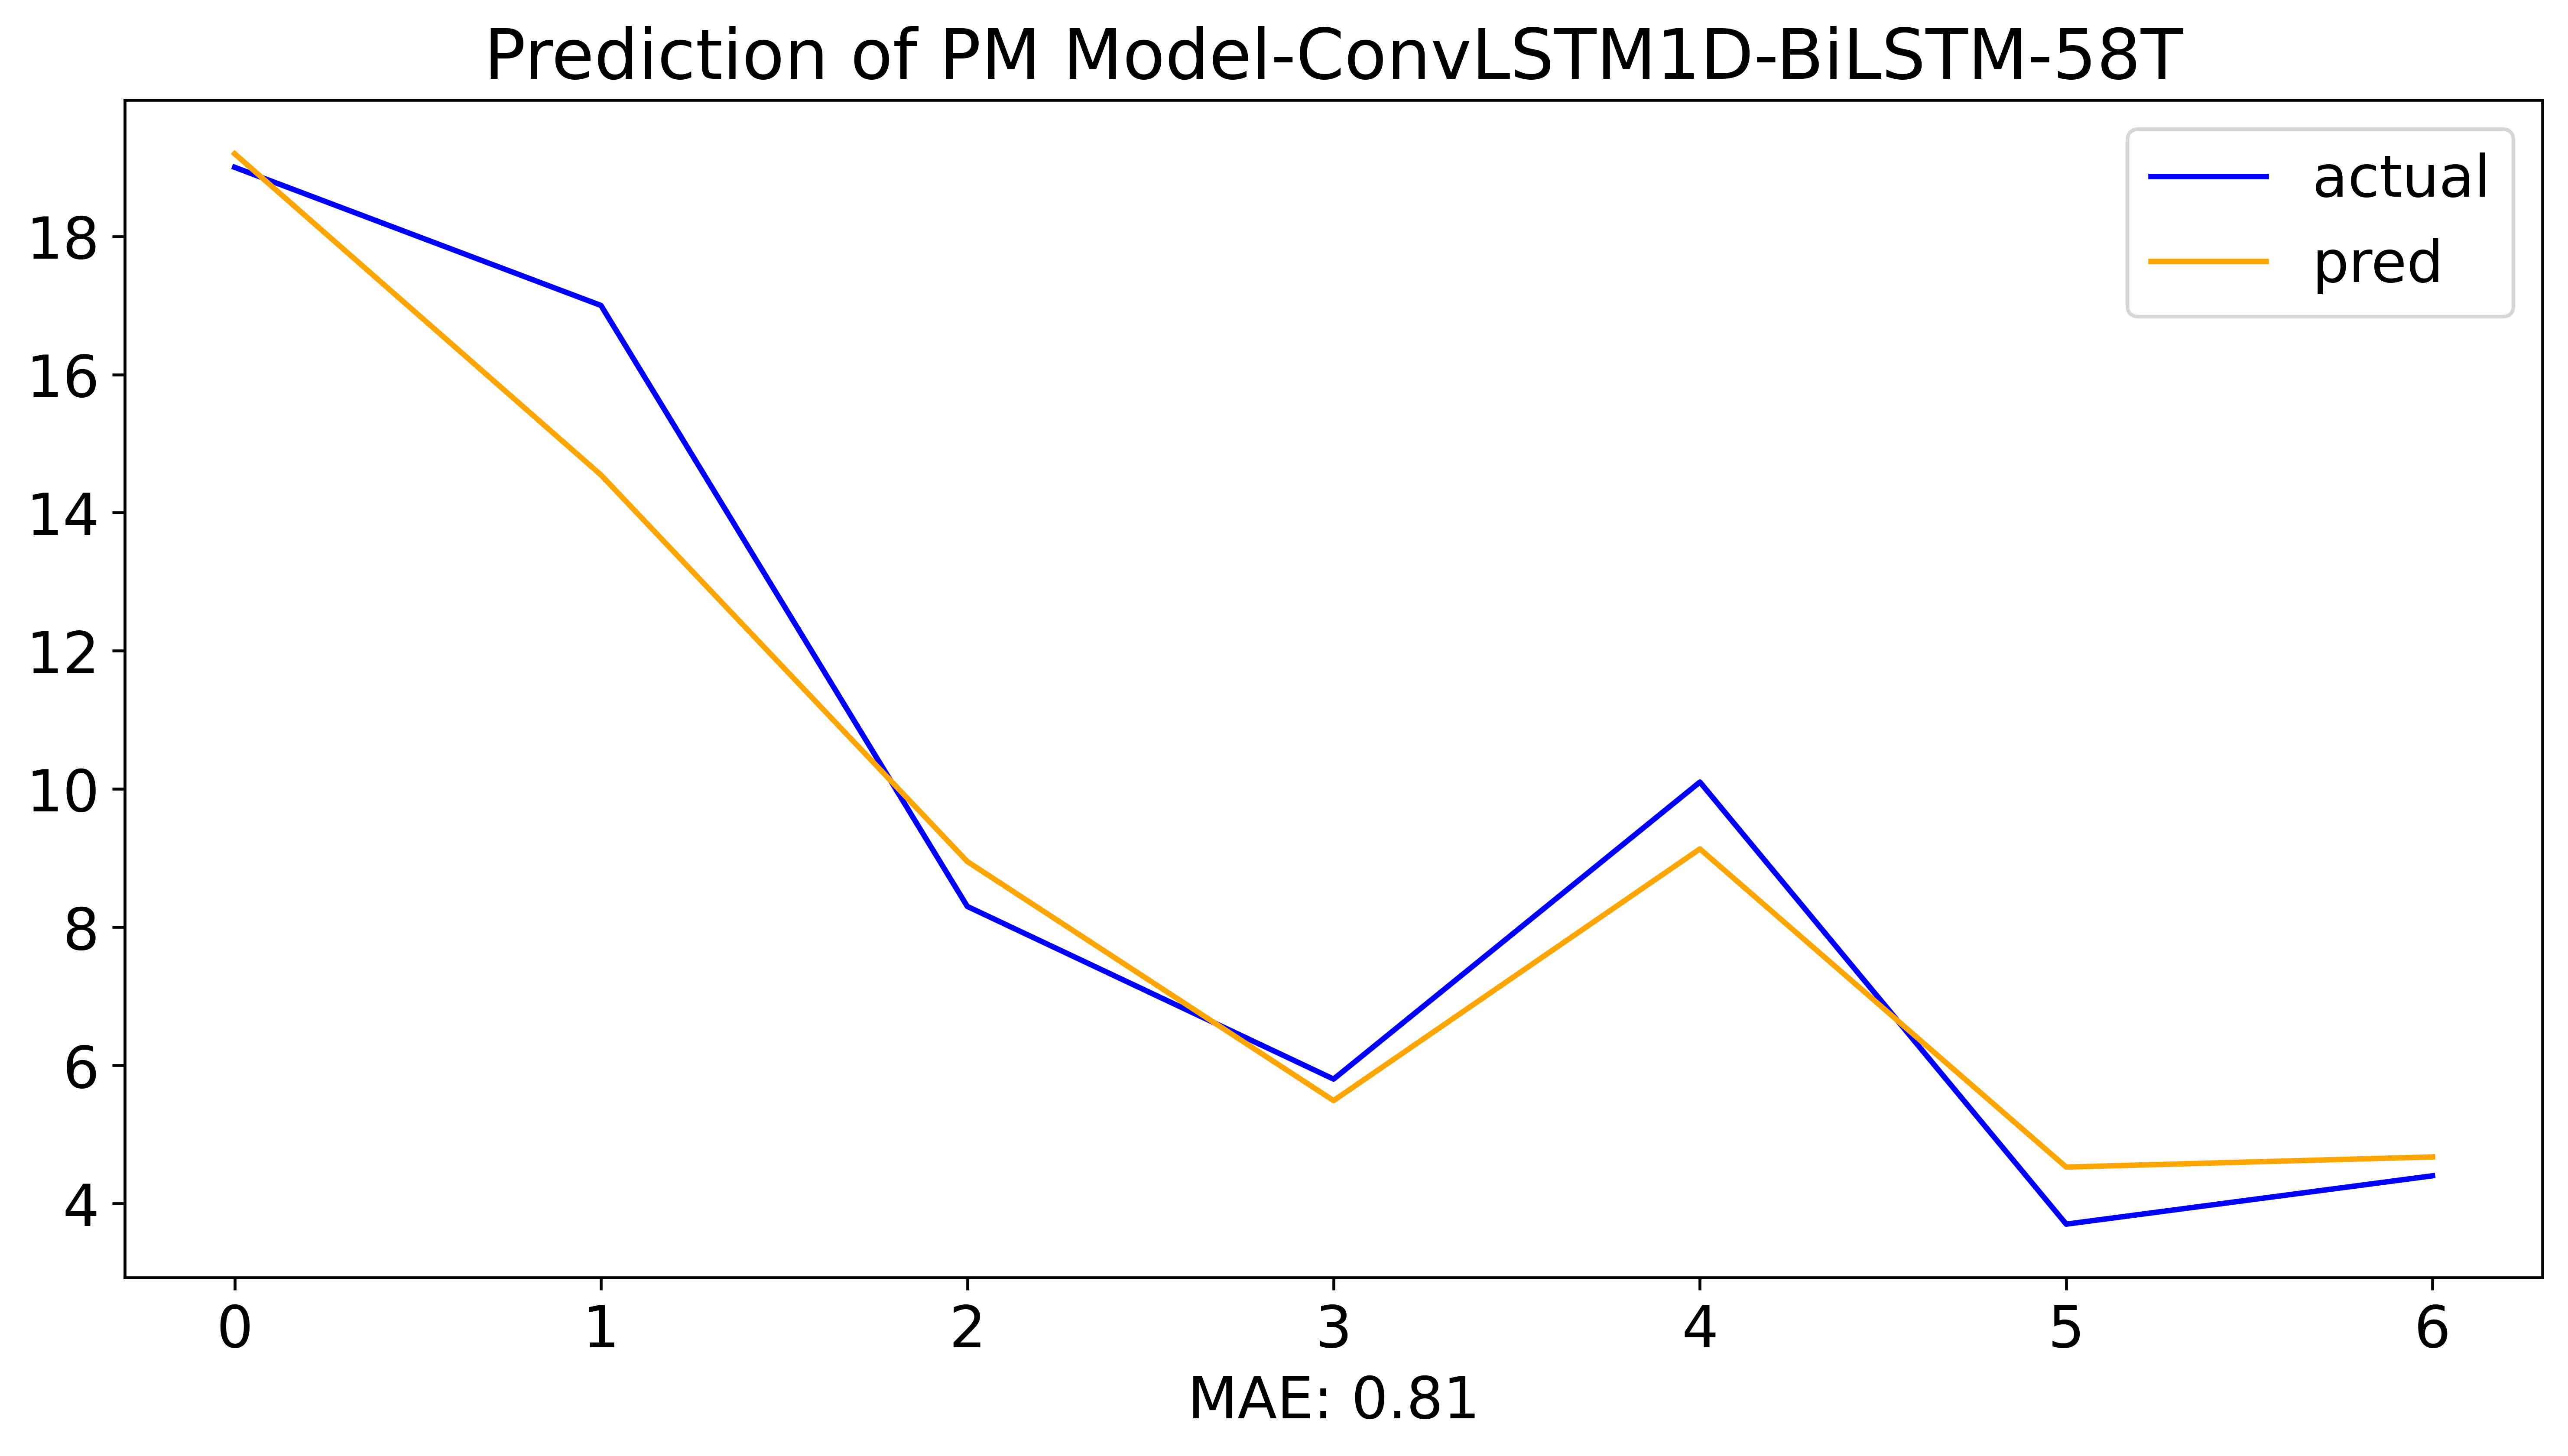 Prediction of PM Model-ConvLSTM1D-BiLSTM-58T
actual
pred
18
16
14
12
10
8
6
4
0 1 2 3 4 5 6
MAE: 0.81